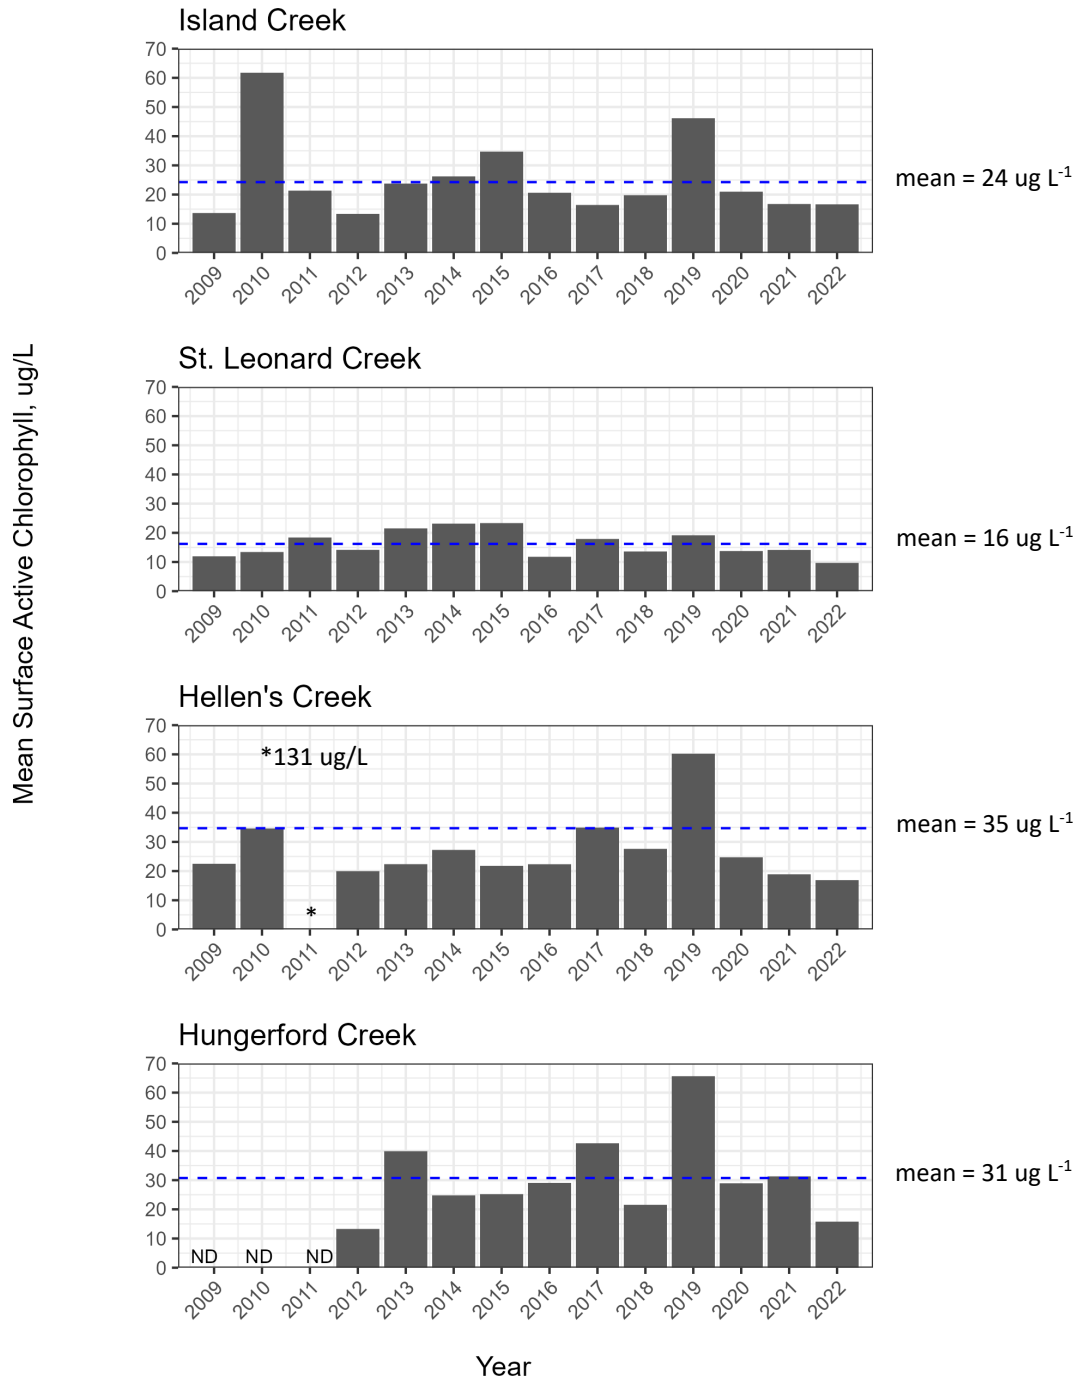 Island Creek
70
60
50
40
30
20
10
0
mean = 24 ug L-1
2009 2010 2011 2012 2013 2014 2015 2016 2017 2018 2019 2020 2021 2022
Mean Surface Active Chlorophyll, ug/L
St. Leonard Creek
70
60
50
40
30
20
10
0
mean = 16 ug L-1
2009 2010 2011 2012 2013 2014 2015 2016 2017 2018 2019 2020 2021 2022
Hellen's Creek
*131 ug/L
70
60
50
40
30
20
10
0
*
mean = 35 ug L-1
2009 2010 2011 2012 2013 2014 2015 2016 2017 2018 2019 2020 2021 2022
Hungerford Creek
70
60
50
40
30
20
10
0
ND ND ND
mean = 31 ug L-1
2009 2010 2011 2012 2013 2014 2015 2016 2017 2018 2019 2020 2021 2022
Year